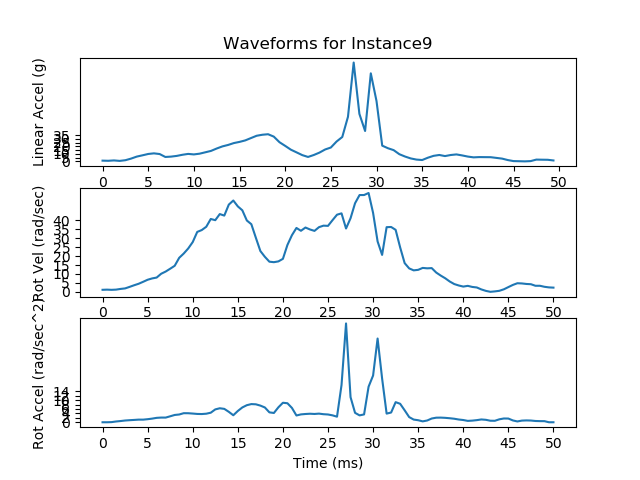 Waveforms for Instance9
Linear Accel (g)
35
0
0 5 10 15 20 25 30 35 40 45 50
Rot Vel (rad/sec)
40
35
30
25
20
15
10
5
0
0 5 10 15 20 25 30 35 40 45 50
Rot Accel (rad/sec^2)
14
0
0 5 10 15 20 25 30 35 40 45 50
Time (ms)